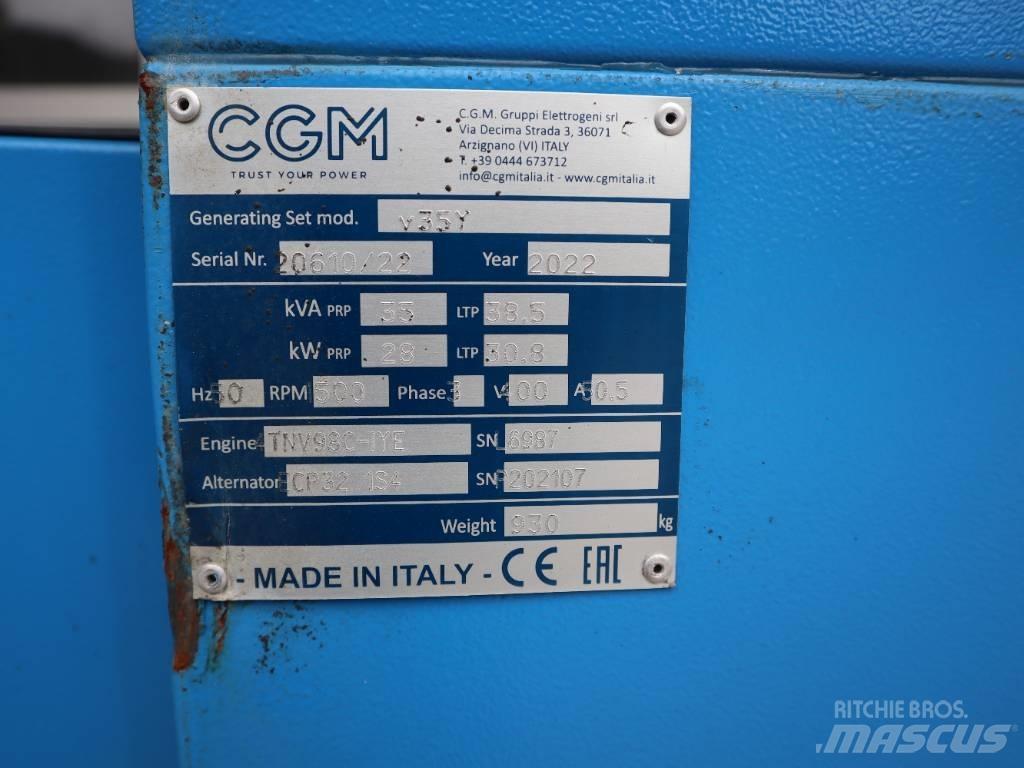 CGM
TRUST YOUR POWER
C.G.M. Gruppi Elettrogeni srl
Via Decima Strada 3, 36071
Arzignano (VI) ITALY
T. +39 0444 673712
info@cgmitalia.it - www.cgmitalia.it
Generating Set mod. v35Y
Serial Nr. 20610/22 Year 2022
kVA PRP 35 LTP 38.5
kW PRP 28 LTP 30.8
Hz 50 RPM 1500 Phase 3 V 400 A 50.5
Engine 4TNV98C-IYE SN 6987
Alternator ECP32 1S4 SN P202107
Weight 930 kg
- MADE IN ITALY - CE EAC
RITCHIE BROS.
MASCUS